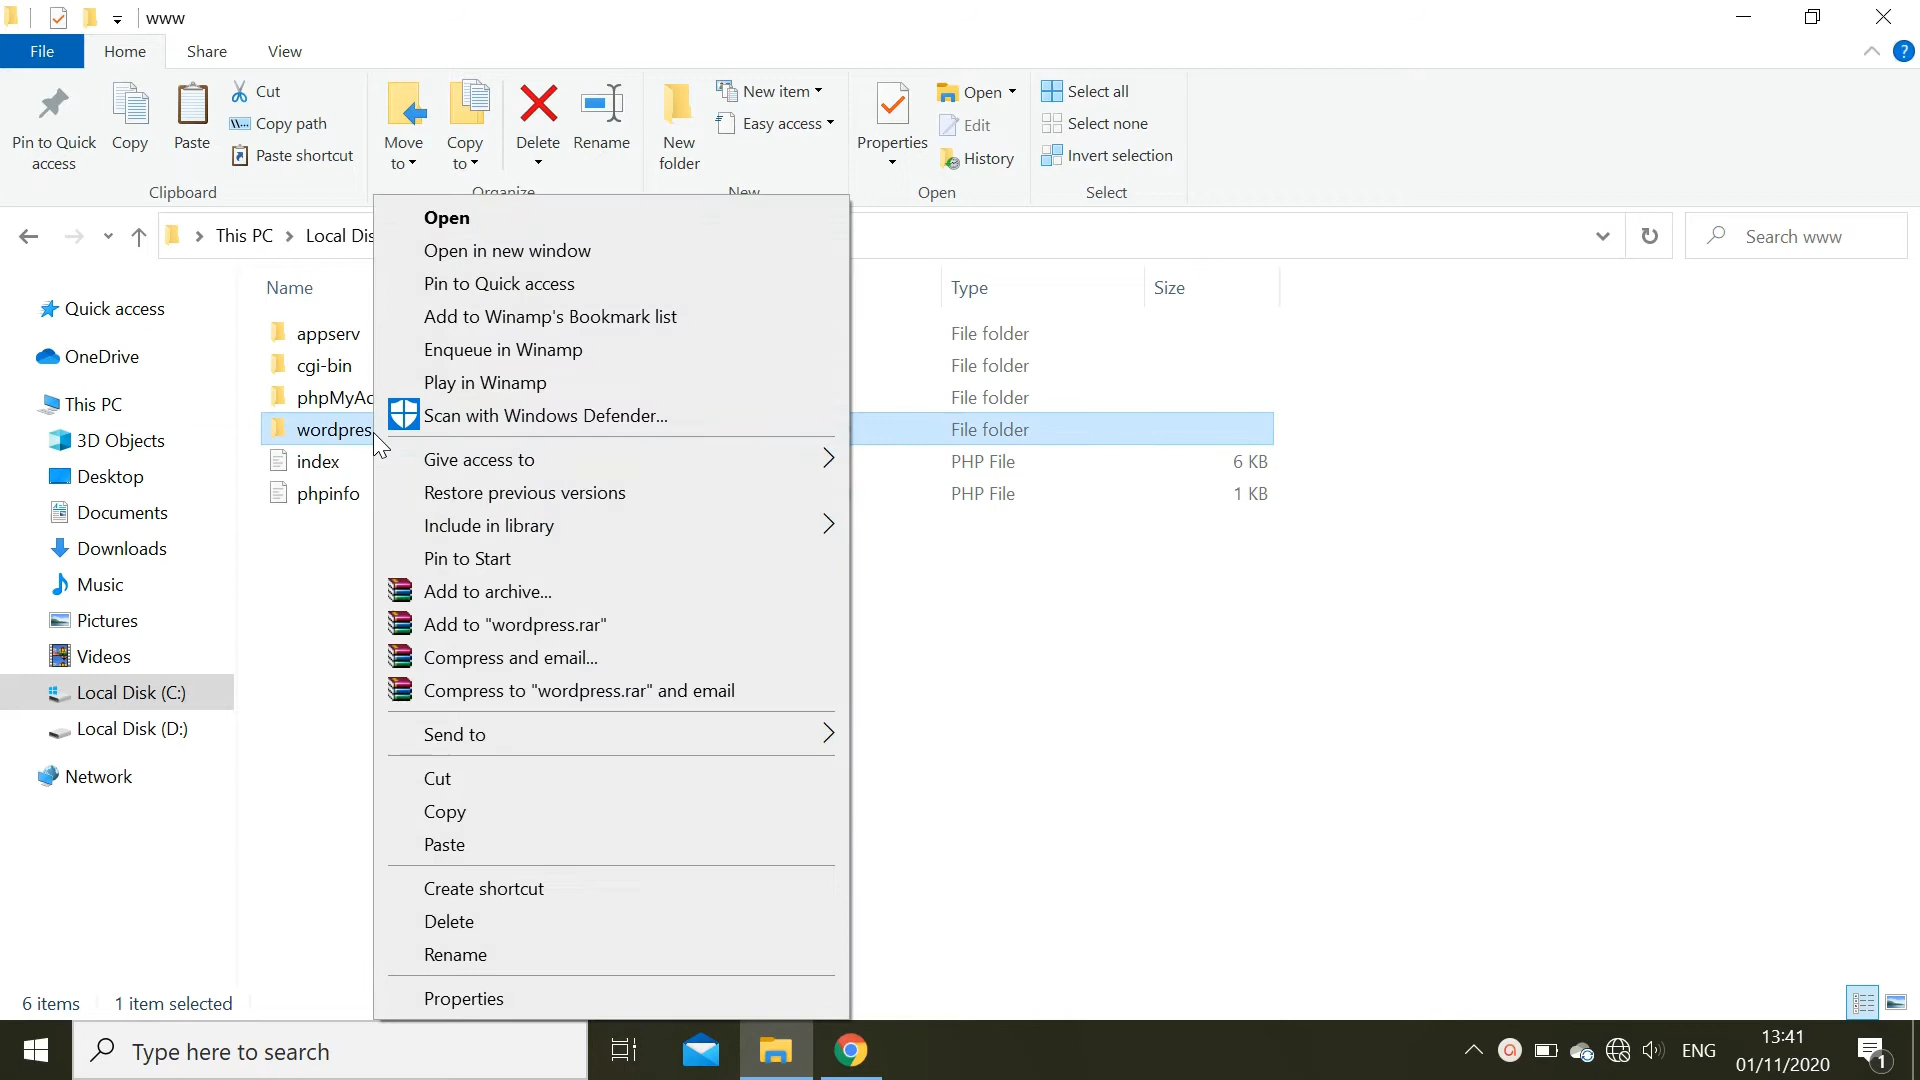 www
File
Home
Share
View
?
Pin to Quick
access
Copy
Paste
Cut
Copy path
Paste shortcut
Clipboard
Move
to
Copy
to
Delete
Rename
Organize
New
folder
New item
Easy access
New
Properties
Open
Edit
History
Open
Select all
Select none
Invert selection
Select
This PC
Local Dis
Search www
Quick access
OneDrive
This PC
3D Objects
Desktop
Documents
Downloads
Music
Pictures
Videos
Local Disk (C:)
Local Disk (D:)
Network
Name
Type
Size
appserv
File folder
cgi-bin
File folder
phpMyAd
File folder
wordpres
File folder
index
PHP File
6 KB
phpinfo
PHP File
1 KB
Open
Open in new window
Pin to Quick access
Add to Winamp's Bookmark list
Enqueue in Winamp
Play in Winamp
Scan with Windows Defender...
Give access to
Restore previous versions
Include in library
Pin to Start
Add to archive...
Add to "wordpress.rar"
Compress and email...
Compress to "wordpress.rar" and email
Send to
Cut
Copy
Paste
Create shortcut
Delete
Rename
Properties
6 items
1 item selected
Type here to search
ENG
13:41
01/11/2020
1